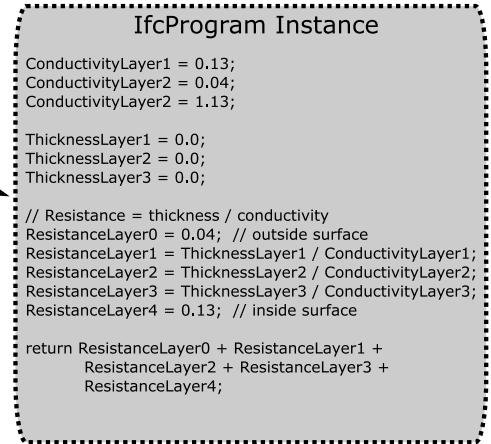 IfcProgram Instance
ConductivityLayer1 = 0.13;
ConductivityLayer2 = 0.04;
ConductivityLayer2 = 1.13;
ThicknessLayer1 = 0.0;
ThicknessLayer2 = 0.0;
ThicknessLayer3 = 0.0;
// Resistance = thickness / conductivity
ResistanceLayer0 = 0.04; // outside surface
ResistanceLayer1 = ThicknessLayer1 / ConductivityLayer1;
ResistanceLayer2 = ThicknessLayer2 / ConductivityLayer2;
ResistanceLayer3 = ThicknessLayer3 / ConductivityLayer3;
ResistanceLayer4 = 0.13; // inside surface
return ResistanceLayer0 + ResistanceLayer1 +
ResistanceLayer2 + ResistanceLayer3 +
ResistanceLayer4;